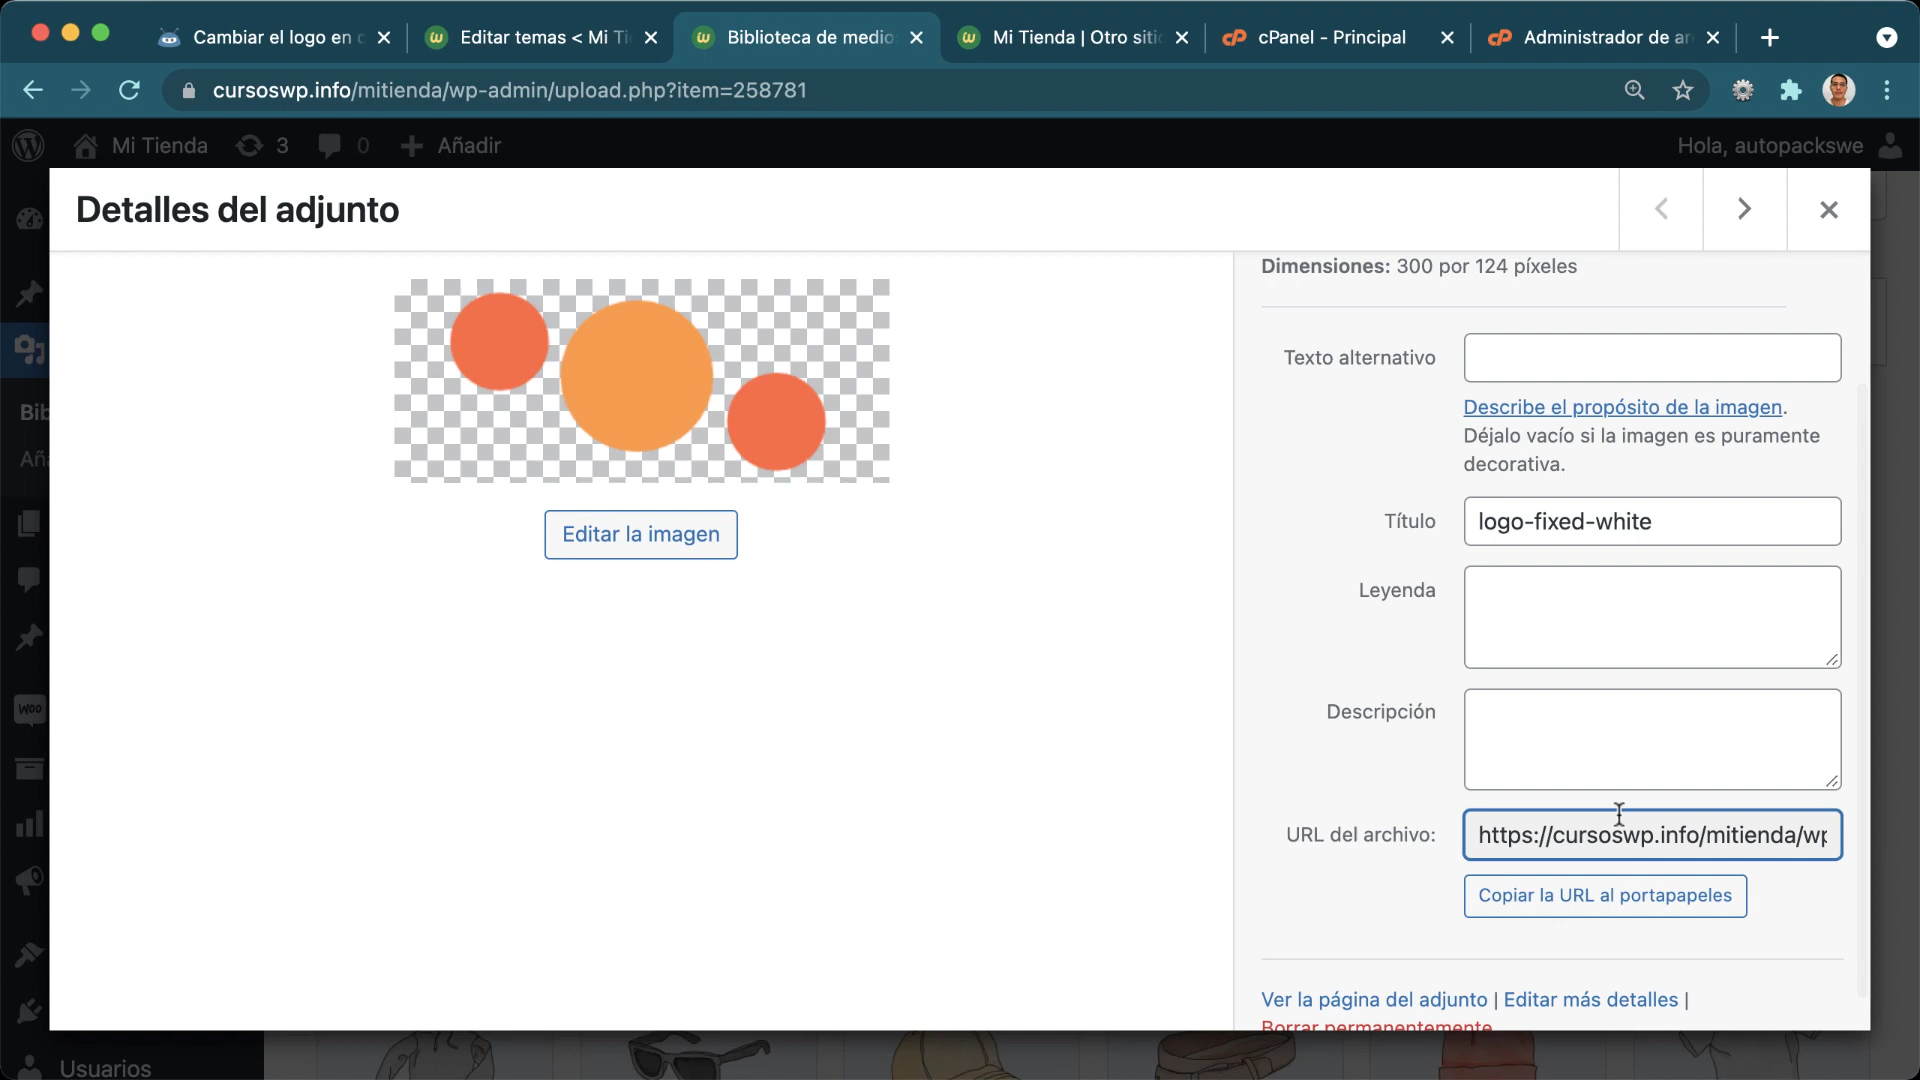 Cambiar el logo en
Editar temas < Mi Ti
Biblioteca de medio
Mi Tienda | Otro siti
cPanel - Principal
Administrador de a
cursoswp.info/mitienda/wp-admin/upload.php?item=258781
Mi Tienda
3
0
Añadir
Hola, autopackswe
Detalles del adjunto
Dimensiones: 300 por 124 píxeles
Texto alternativo
Describe el propósito de la imagen.
Déjalo vacío si la imagen es puramente
decorativa.
Bib
Aña
Editar la imagen
Título
logo-fixed-white
Leyenda
Woo
Descripción
URL del archivo:
https://cursoswp.info/mitienda/wp
Copiar la URL al portapapeles
Ver la página del adjunto | Editar más detalles |
Borrar permanentemente
Usuarios